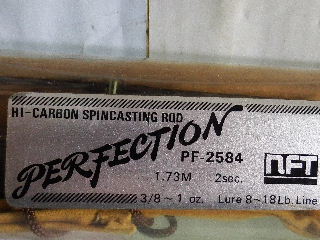 HI-CARBON SPINCASTING ROD
PERFECTION
PF-2584
NFT
1.73M 2sec.
3/8~1 oz. Lure 8-18Lb. Line